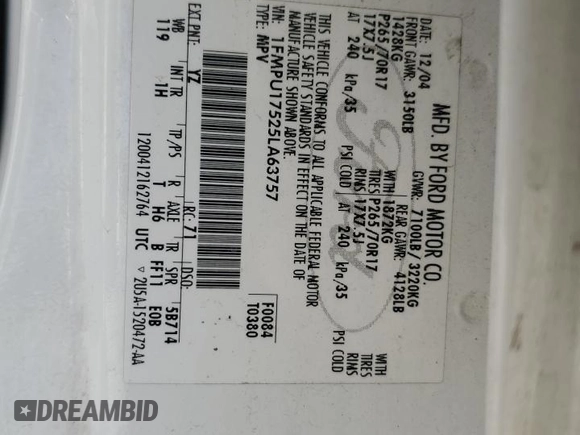 MFD. BY FORD MOTOR CO.
DATE: 12/04 GVWR: 7100LB/ 3220KG
FRONT GAWR: 3150LB REAR GAWR: 4128LB
1428KG WITH 1872KG WITH
P265/70R17 TIRES P265/70R17 TIRES
17X7.5J RIMS 17X7.5J RIMS
AT 240 kPa/35 PSI COLD AT 240 kPa/35 PSI COLD
THIS VEHICLE CONFORMS TO ALL APPLICABLE FEDERAL MOTOR
VEHICLE SAFETY STANDARDS IN EFFECT ON THE DATE OF
MANUFACTURE SHOWN ABOVE.
VIN: 1FMPU17525LA63757 F0084
TYPE: MPV T0380
EXT PNT: YZ RC: 71 DSO:
WB INT TR TP/PS R AXLE TR SPR 5B714
119 1H T H6 B FF11 E0B
1200412162764 UTC ▽ 2U5A-1520472-AA
DREAMBID